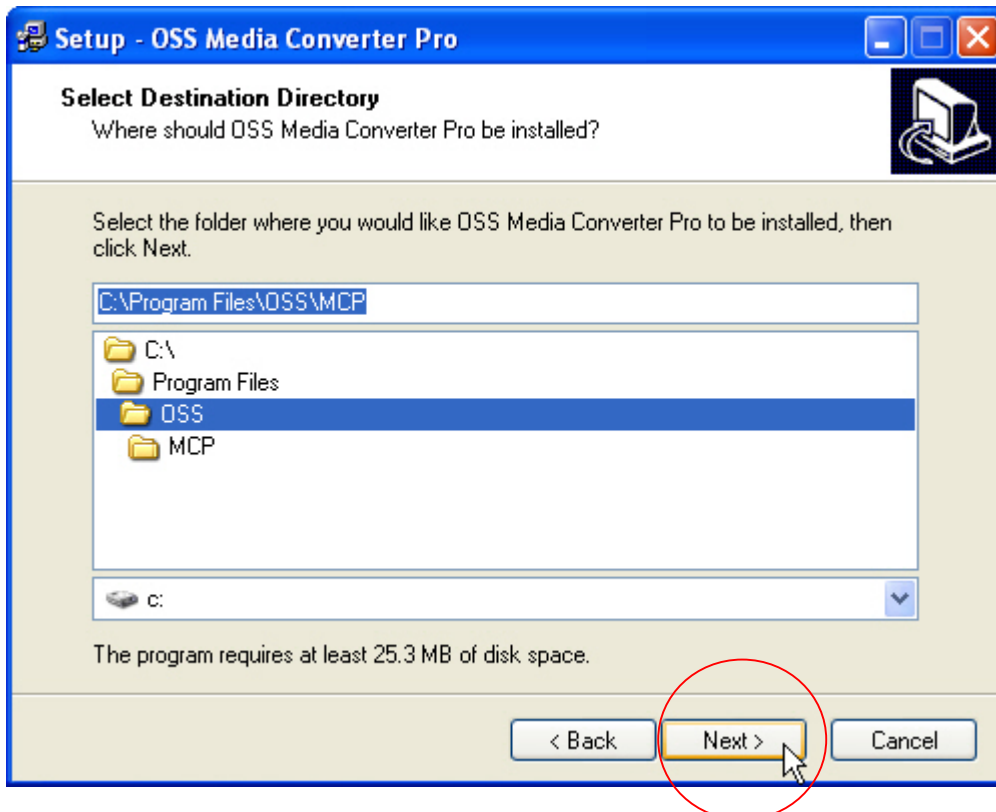 Setup - OSS Media Converter Pro
Select Destination Directory
Where should OSS Media Converter Pro be installed?
Select the folder where you would like OSS Media Converter Pro to be installed, then
click Next.
C:\Program Files\OSS\MCP
C:\
Program Files
OSS
MCP
c:
The program requires at least 25.3 MB of disk space.
< Back
Next >
Cancel